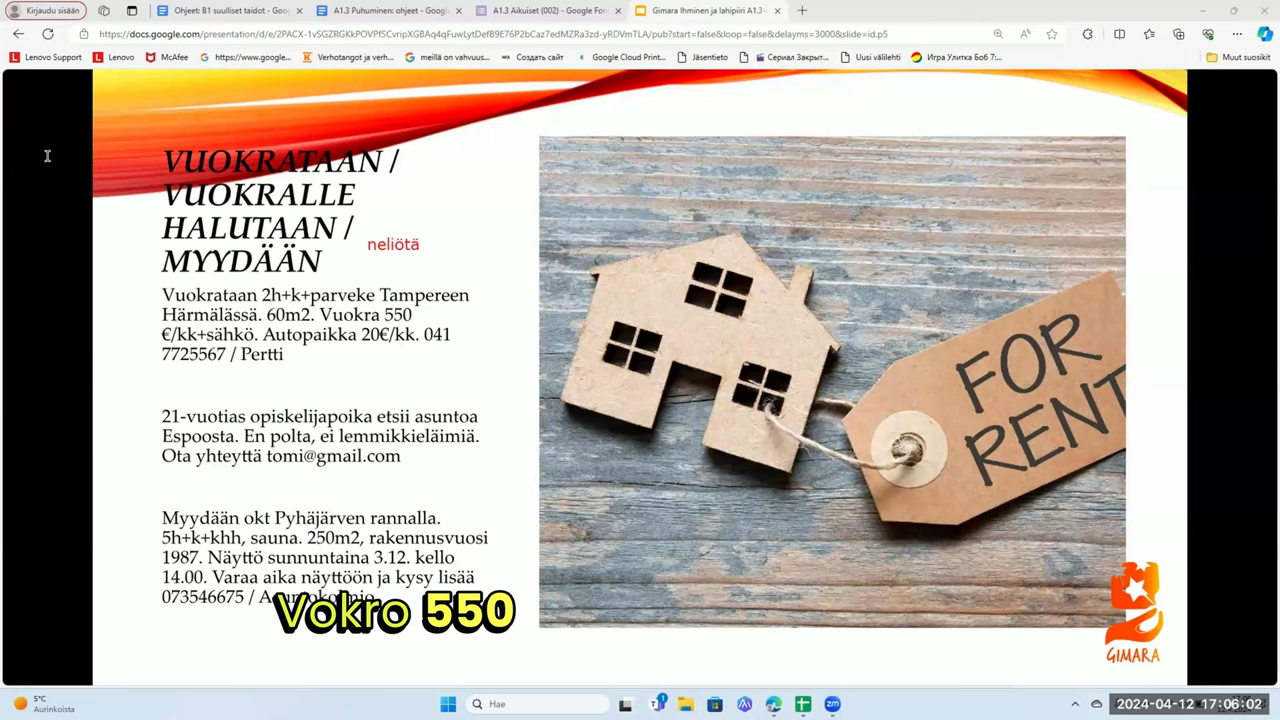 Kirjaudu sisään
Ohjeet: B1 suulliset taidot - Goo
A1.3 Puhuminen: ohjeet - Google
A1.3 Aikuiset (002) - Google For
Gimara Ihminen ja lahipiiri A1.3
https://docs.google.com/presentation/d/e/2PACX-1vSGZRGKkPOVPfSCvripXGBAq4qFuwLytDefB9E76P2bCaz7edMZRa3zd-yRDVmTLA/pub?start=false&loop=false&delayms=3000&slide=id.p5
Lenovo Support
Lenovo
McAfee
https://www.google...
Verhotangot ja verh...
meillä on vahvuus...
Создать сайт
Google Cloud Print...
Jäsentieto
Сериал Закрыт...
Uusi välilehti
Игра Улитка Боб 7:...
Muut suosikit
VUOKRATAAN /
VUOKRALLE
HALUTAAN /
neliötä
MYYDÄÄN
Vuokrataan 2h+k+parveke Tampereen
Härmälässä. 60m2. Vuokra 550
€/kk+sähkö. Autopaikka 20€/kk. 041
7725567 / Pertti
21-vuotias opiskelijapoika etsii asuntoa
Espoosta. En polta, ei lemmikkieläimiä.
Ota yhteyttä tomi@gmail.com
Myydään okt Pyhäjärven rannalla.
5h+k+khh, sauna. 250m2, rakennusvuosi
1987. Näyttö sunnuntaina 3.12. kello
14.00. Varaa aika näyttöön ja kysy lisää
073546675 /
Vokro 550
FOR
RENT
GIMARA
5°C
Aurinkoista
Hae
2024-04-12 17:06:02